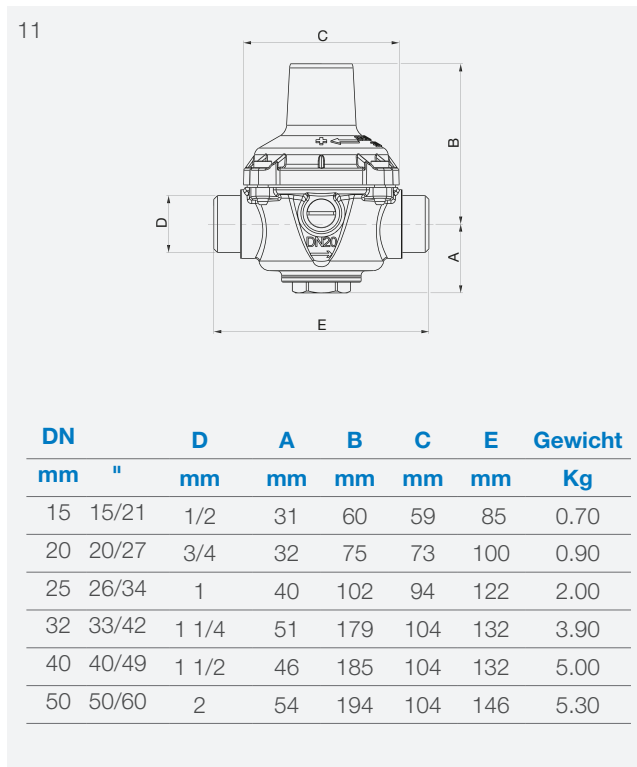 11
C
B
D
DN20
A
E
DN D A B C E Gewicht
mm " mm mm mm mm mm Kg
15 15/21 1/2 31 60 59 85 0.70
20 20/27 3/4 32 75 73 100 0.90
25 26/34 1 40 102 94 122 2.00
32 33/42 1 1/4 51 179 104 132 3.90
40 40/49 1 1/2 46 185 104 132 5.00
50 50/60 2 54 194 104 146 5.30